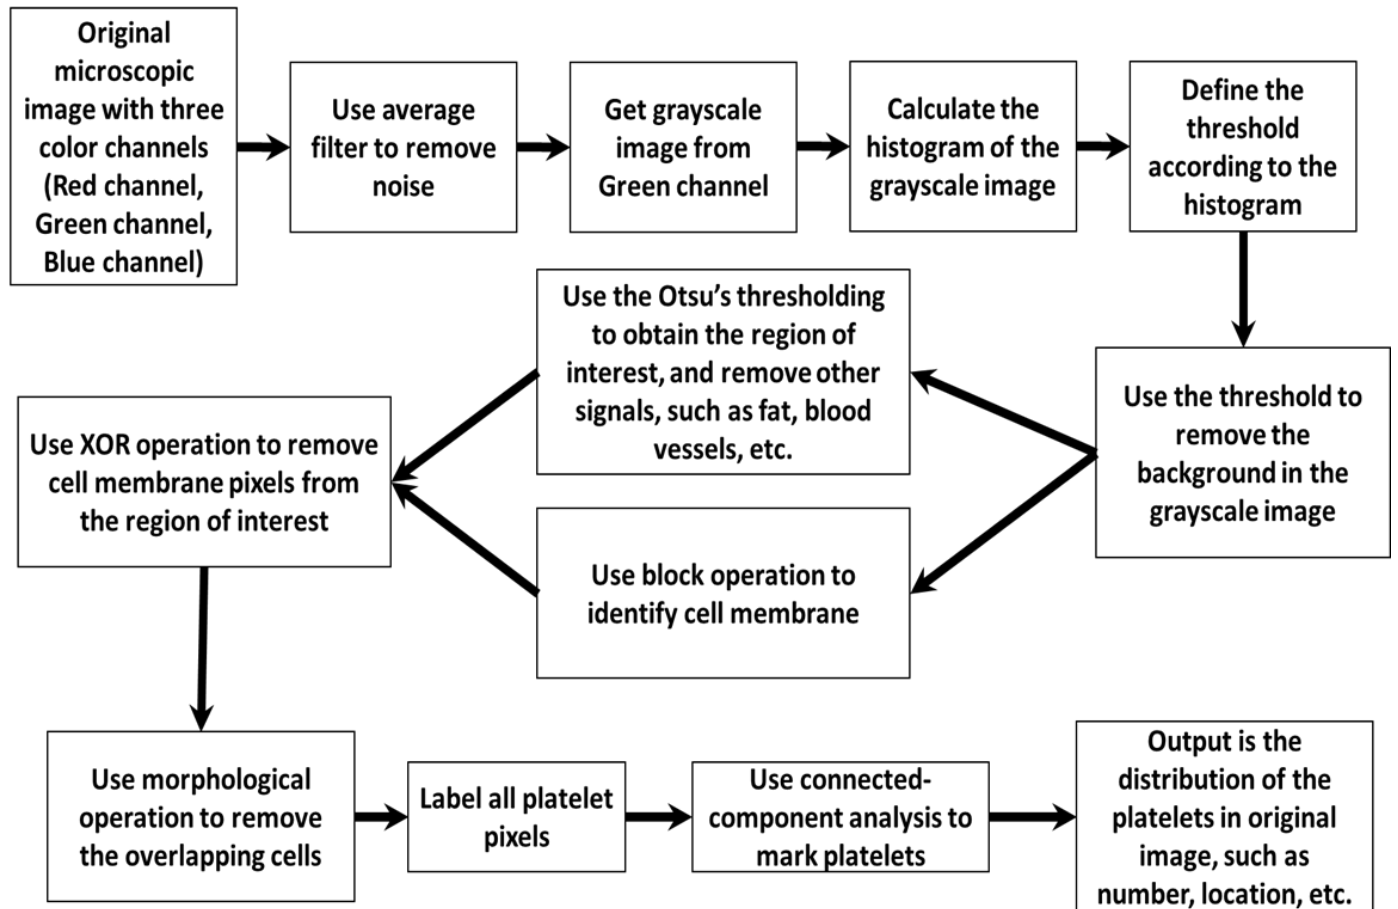 Original
microscopic
image with three
color channels
(Red channel,
Green channel,
Blue channel)
Use average
filter to remove
noise
Get grayscale
image from
Green channel
Calculate the
histogram of the
grayscale image
Define the
threshold
according to the
histogram
Use the threshold to
remove the
background in the
grayscale image
Use the Otsu’s thresholding
to obtain the region of
interest, and remove other
signals, such as fat, blood
vessels, etc.
Use block operation to
identify cell membrane
Use XOR operation to remove
cell membrane pixels from
the region of interest
Use morphological
operation to remove
the overlapping cells
Label all platelet
pixels
Use connected-
component analysis to
mark platelets
Output is the
distribution of the
platelets in original
image, such as
number, location, etc.